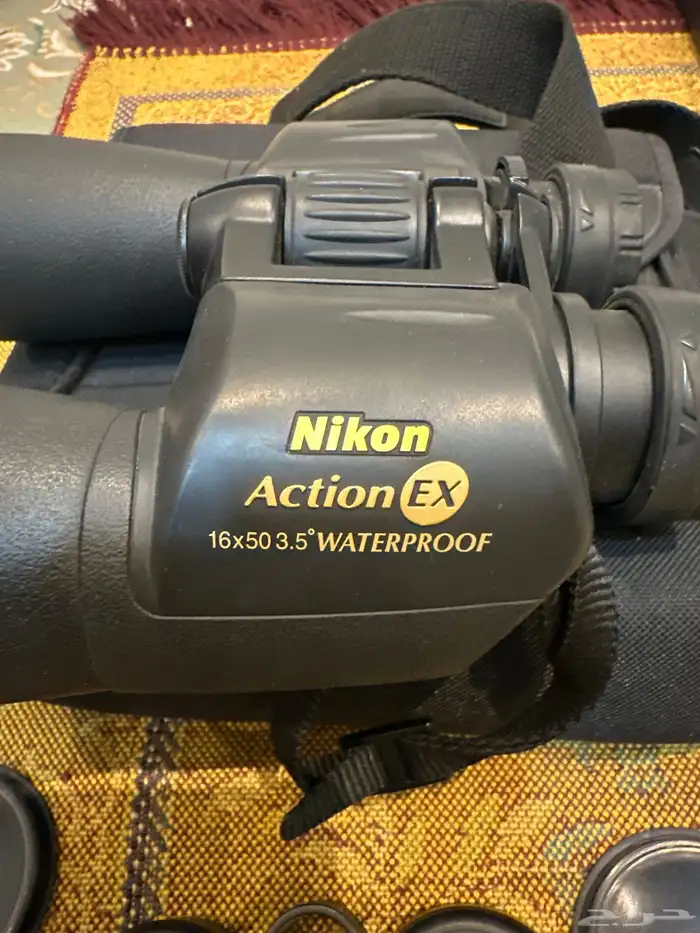 Nikon
Action EX
16x50 3.5° WATERPROOF
حراج